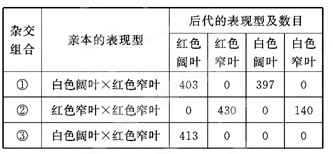 杂交组合 亲本的表现型 后代的表现型及数目
红色阔叶 红色窄叶 白色阔叶 白色窄叶
① 白色阔叶×红色窄叶 403 0 397 0
② 红色窄叶×红色窄叶 0 430 0 140
③ 白色阔叶×红色窄叶 413 0 0 0